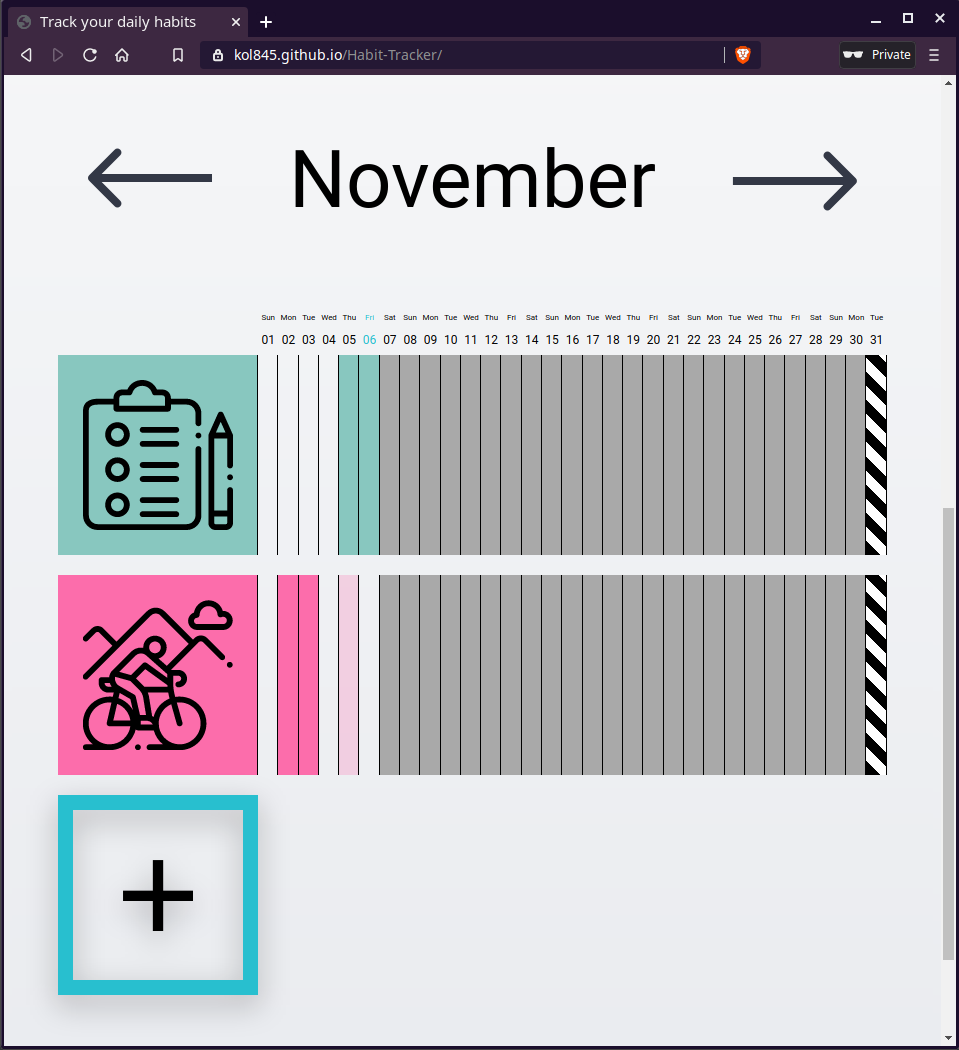 Track your daily habits
kol845.github.io/Habit-Tracker/
Private
November
Sun Mon Tue Wed Thu Fri Sat Sun Mon Tue Wed Thu Fri Sat Sun Mon Tue Wed Thu Fri Sat Sun Mon Tue Wed Thu Fri Sat Sun Mon Tue
01 02 03 04 05 06 07 08 09 10 11 12 13 14 15 16 17 18 19 20 21 22 23 24 25 26 27 28 29 30 31